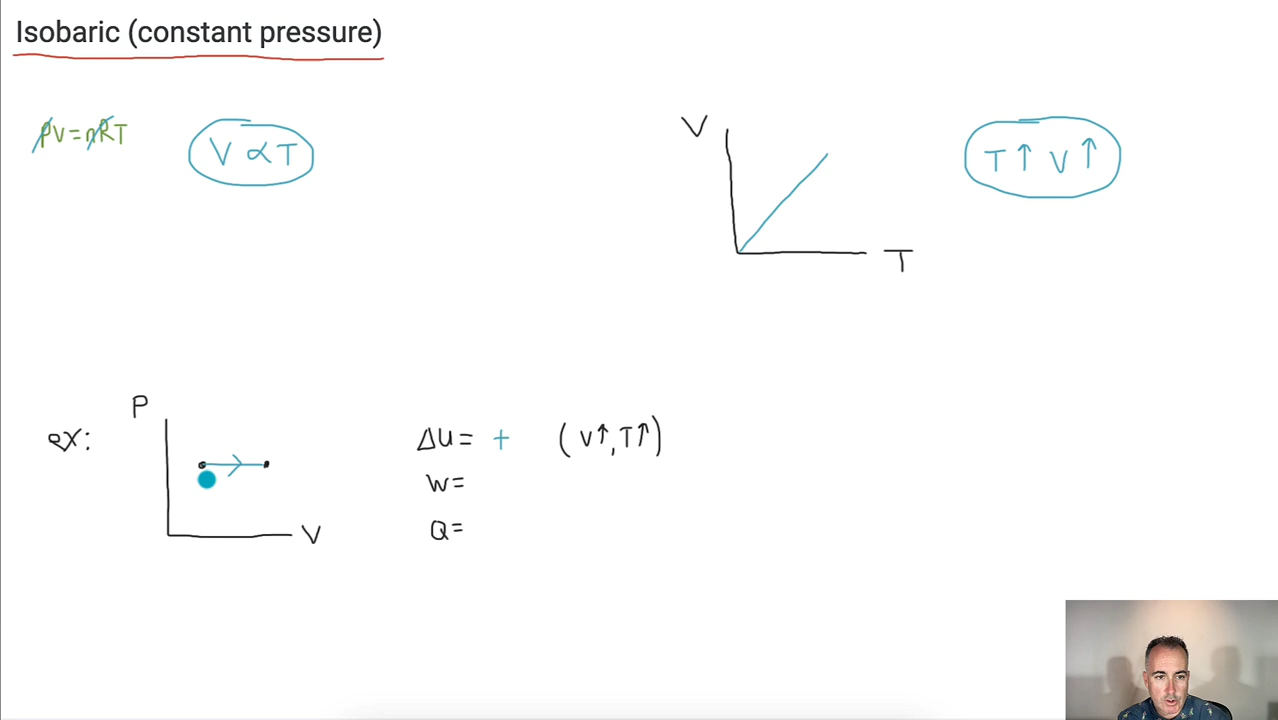 Isobaric (constant pressure)
PV=nRT
V ∝ T
V
T
T↑ V↑
ex:
P
V
ΔU= + (V↑,T↑)
W=
Q=